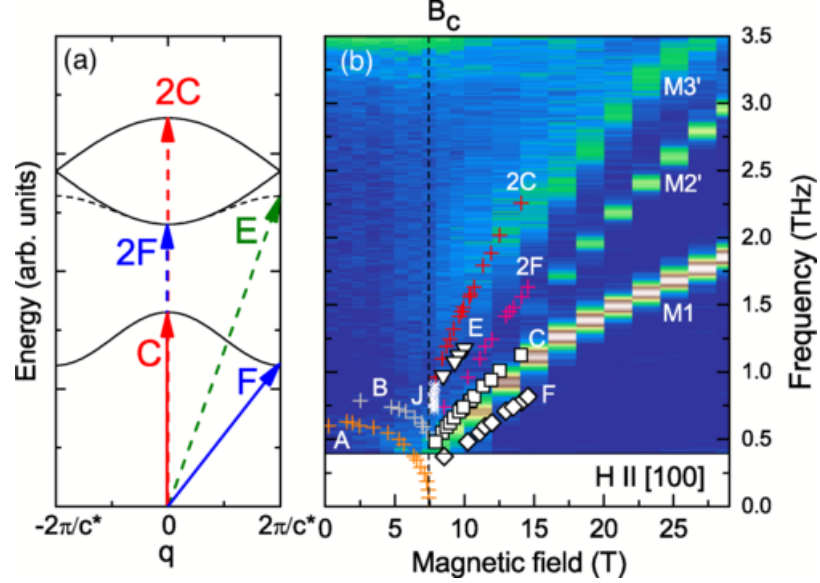 B_C
(a)
2C
2F
E
C
F
Energy (arb. units)
-2π/c* 0 2π/c*
q
(b)
3.5
3.0
2.5
2.0
1.5
1.0
0.5
0.0
Frequency (THz)
M3'
M2'
M1
2C
2F
E
C
F
B
J
A
H II [100]
0 5 10 15 20 25
Magnetic field (T)